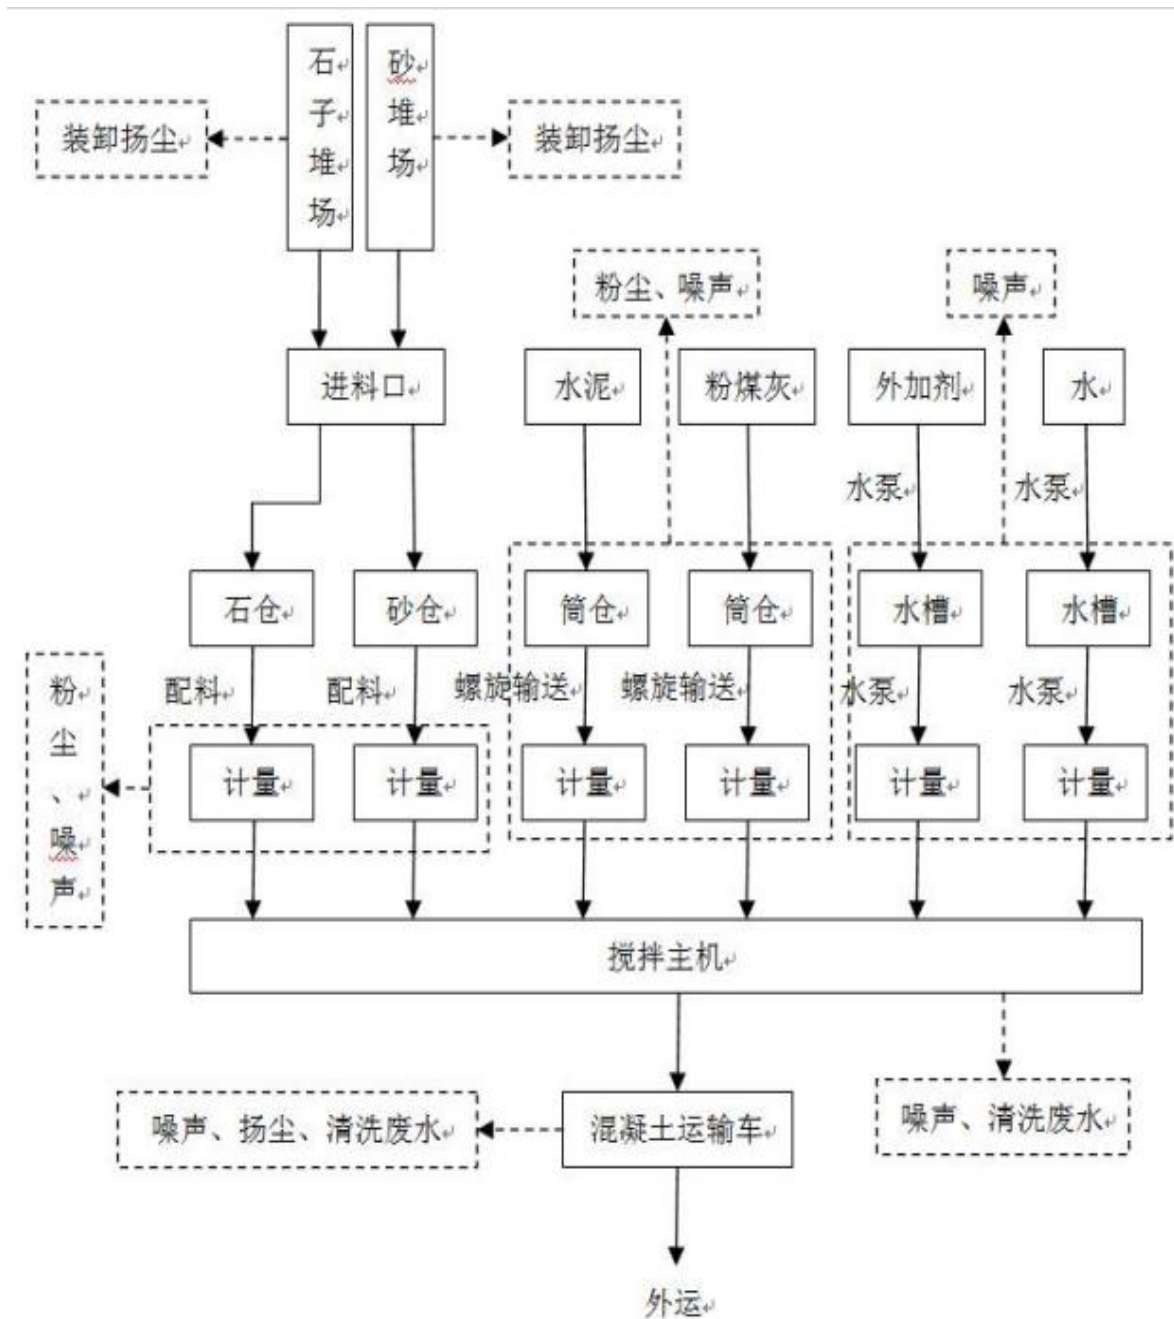 石子堆场
砂堆场
装卸扬尘
装卸扬尘
粉尘、噪声
噪声
进料口
水泥
粉煤灰
外加剂
水
水泵
水泵
石仓
砂仓
筒仓
筒仓
水槽
水槽
粉尘、噪声
配料
配料
螺旋输送
螺旋输送
水泵
水泵
计量
计量
计量
计量
计量
计量
搅拌主机
噪声、扬尘、清洗废水
混凝土运输车
噪声、清洗废水
外运